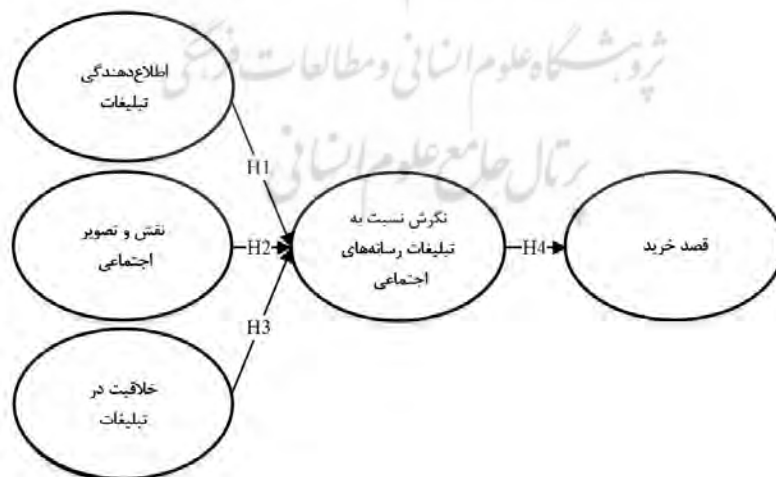 پژوهشگاه علوم انسانی و مطالعات فرهنگی
پرتال جامع علوم انسانی
اطلاع‌دهندگی
تبلیغات
H1
نقش و تصویر
اجتماعی
H2
نگرش نسبت به
تبلیغات رسانه‌های
اجتماعی
H4
قصد خرید
H3
خلاقیت در
تبلیغات